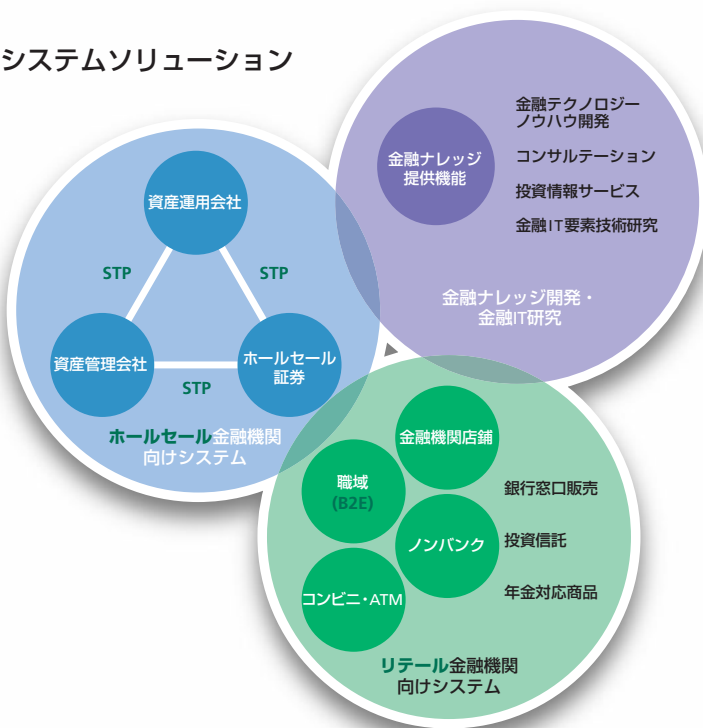 システムソリューション
金融ナレッジ
提供機能
金融テクノロジー
ノウハウ開発
コンサルテーション
投資情報サービス
金融IT要素技術研究
金融ナレッジ開発・
金融IT研究
資産運用会社
STP
STP
資産管理会社
ホールセール
証券
STP
ホールセール金融機関
向けシステム
金融機関店舗
職域
(B2E)
ノンバンク
コンビニ・ATM
銀行窓口販売
投資信託
年金対応商品
リテール金融機関
向けシステム